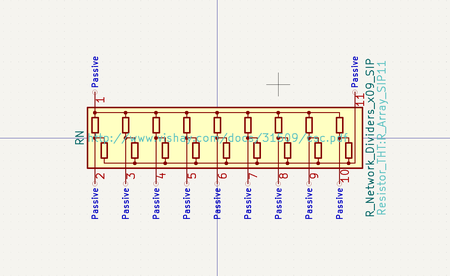 Passive
Passive
1
11
RN
http://www.vishay.com/docs/31509/csc.pdf
R_Network_Dividers_x09_SIP
Resistor_THT:R_Array_SIP11
2
3
4
5
6
7
8
9
10
Passive
Passive
Passive
Passive
Passive
Passive
Passive
Passive
Passive